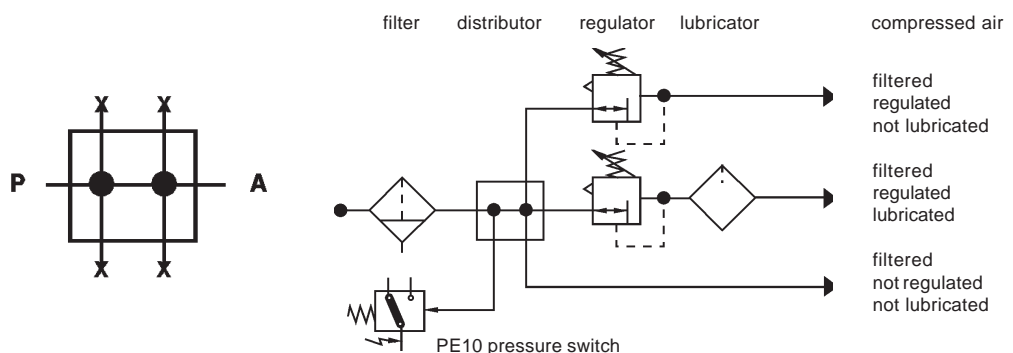 filter distributor regulator lubricator compressed air
filtered
regulated
not lubricated
X X
P A
X X
filtered
regulated
lubricated
filtered
not regulated
not lubricated
PE10 pressure switch